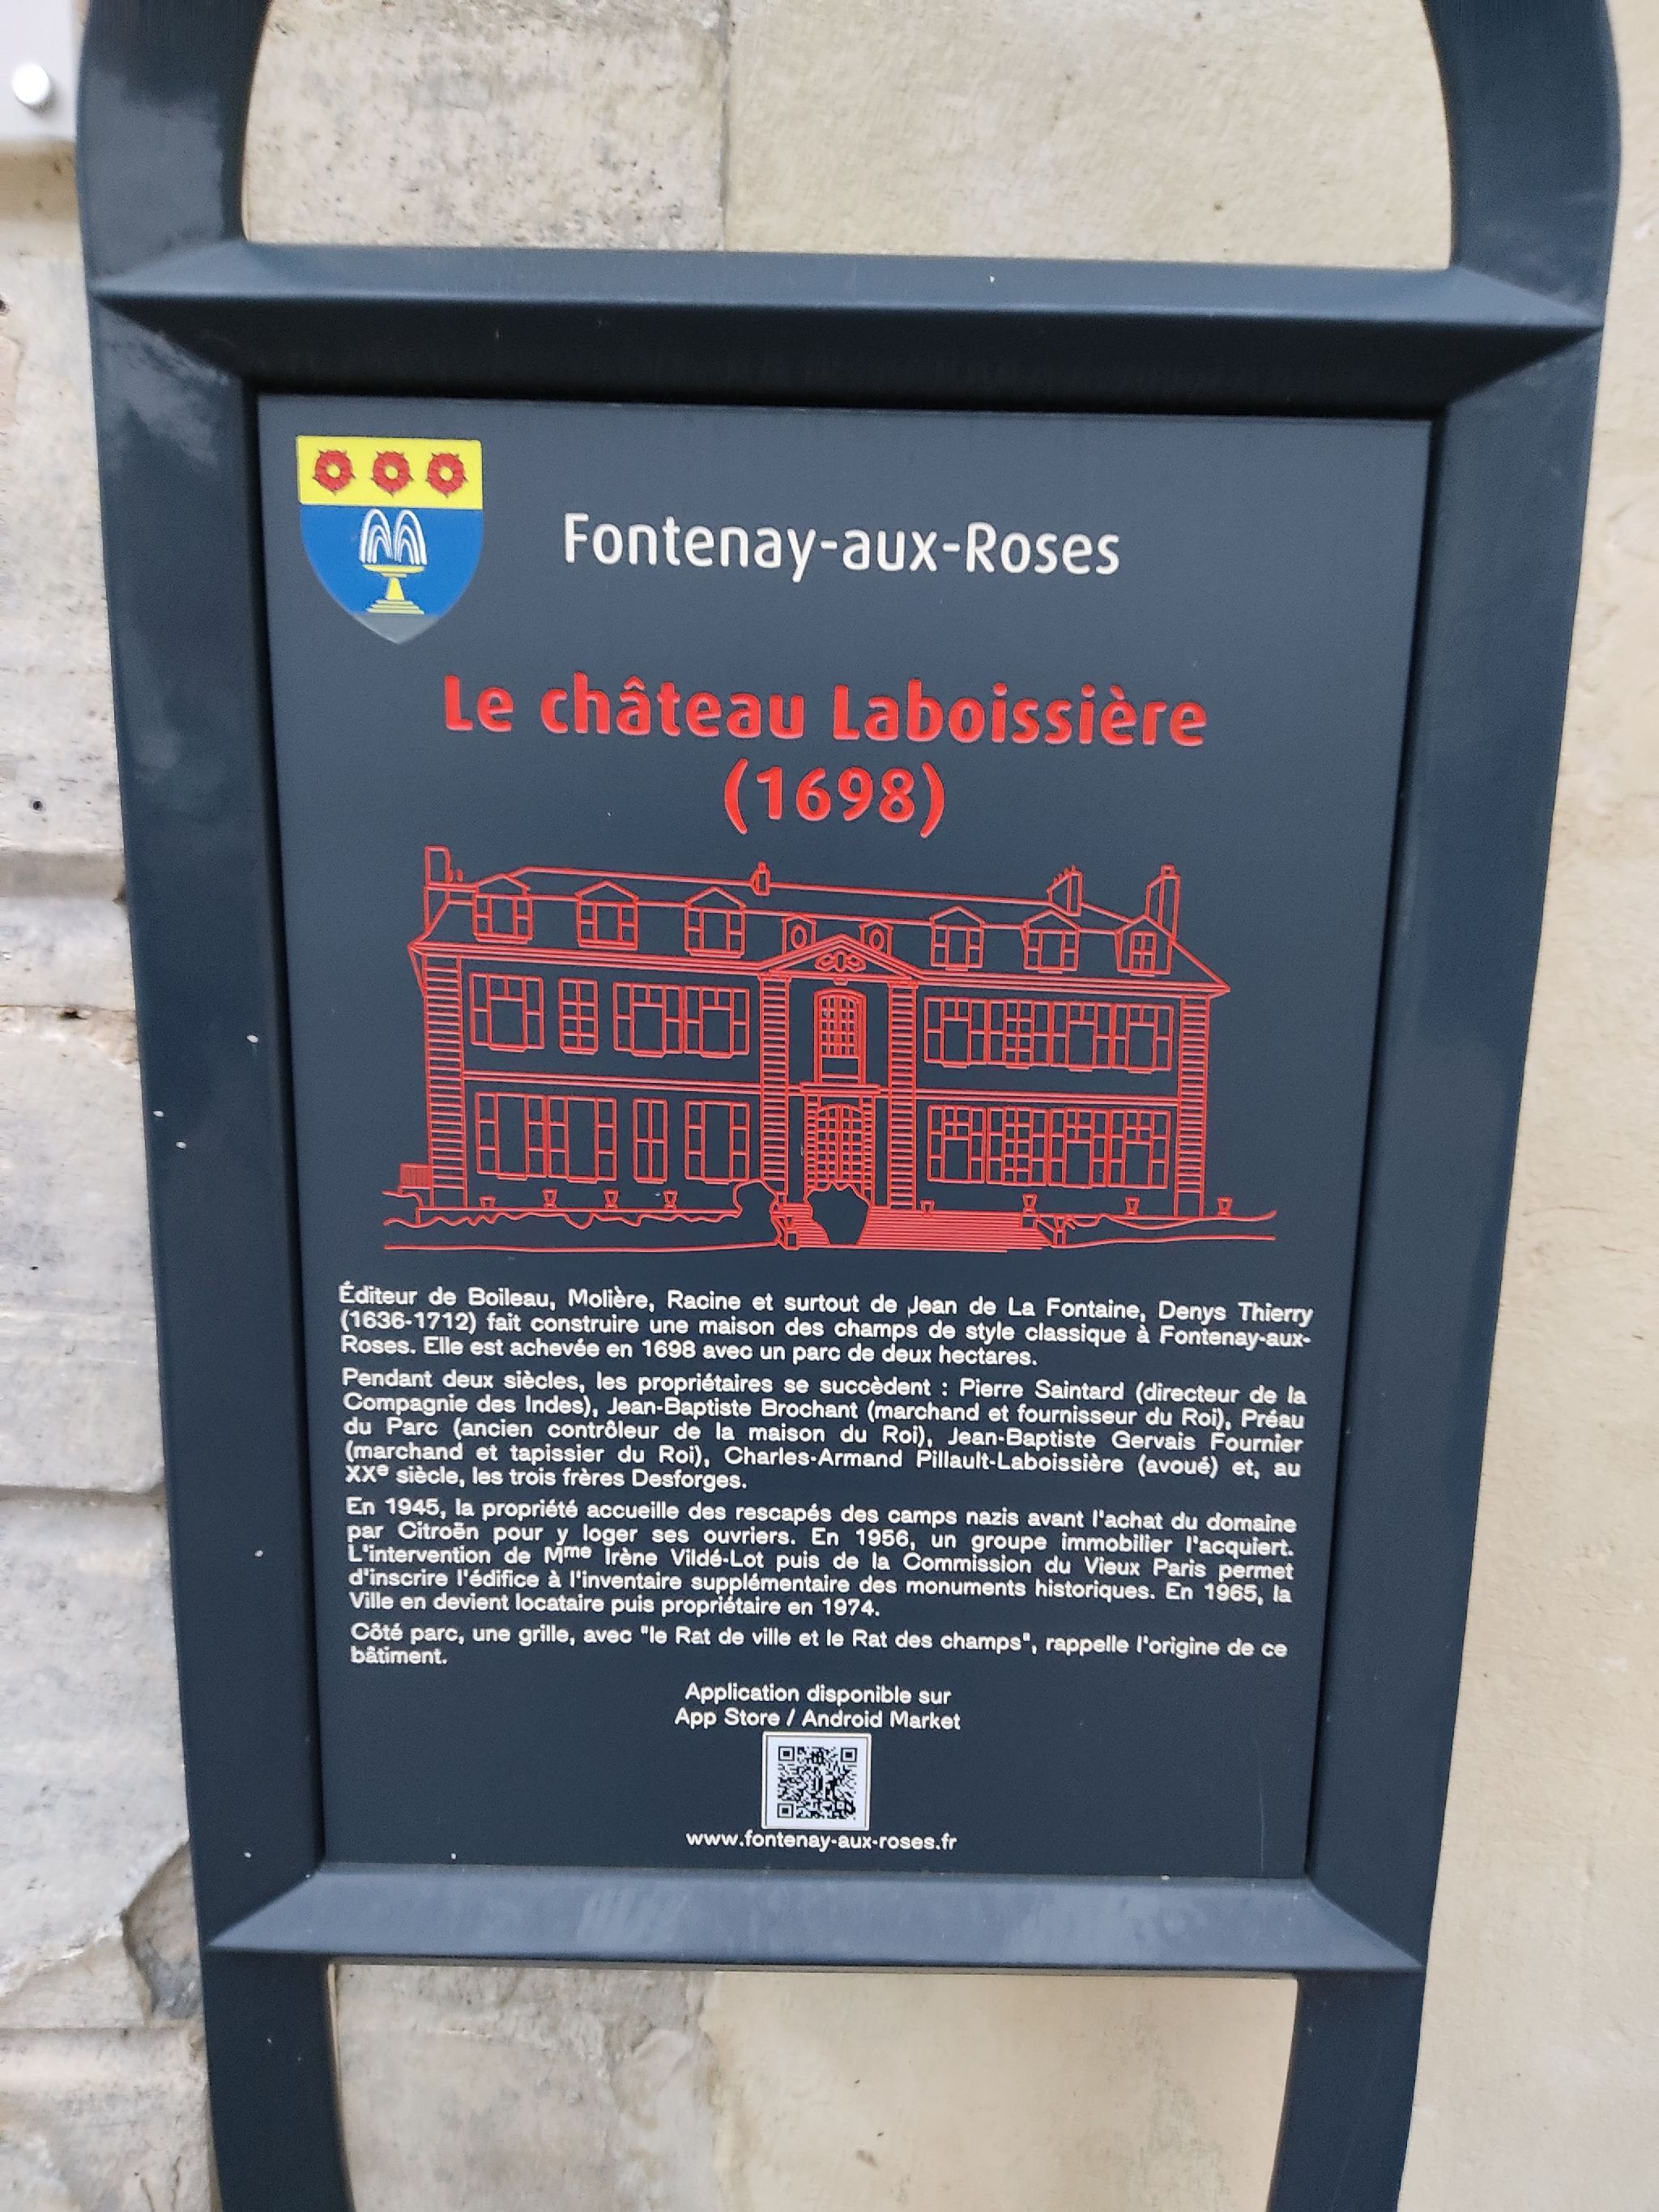 Fontenay-aux-Roses
Le château Laboissière
(1698)
Éditeur de Boileau, Molière, Racine et surtout de Jean de La Fontaine, Denys Thierry
(1636-1712) fait construire une maison des champs de style classique à Fontenay-aux-
Roses. Elle est achevée en 1698 avec un parc de deux hectares.
Pendant deux siècles, les propriétaires se succèdent : Pierre Saintard (directeur de la
Compagnie des Indes), Jean-Baptiste Brochant (marchand et fournisseur du Roi), Préau
du Parc (ancien contrôleur de la maison du Roi), Jean-Baptiste Gervais Fournier
(marchand et tapissier du Roi), Charles-Armand Pillault-Laboissière (avoué) et, au
XXe siècle, les trois frères Desforges.
En 1945, la propriété accueille des rescapés des camps nazis avant l'achat du domaine
par Citroën pour y loger ses ouvriers. En 1956, un groupe immobilier l'acquiert.
L'intervention de Mme Irène Vildé-Lot puis de la Commission du Vieux Paris permet
d'inscrire l'édifice à l'inventaire supplémentaire des monuments historiques. En 1965, la
Ville en devient locataire puis propriétaire en 1974.
Côté parc, une grille, avec "le Rat de ville et le Rat des champs", rappelle l'origine de ce
bâtiment.
Application disponible sur
App Store / Android Market
www.fontenay-aux-roses.fr